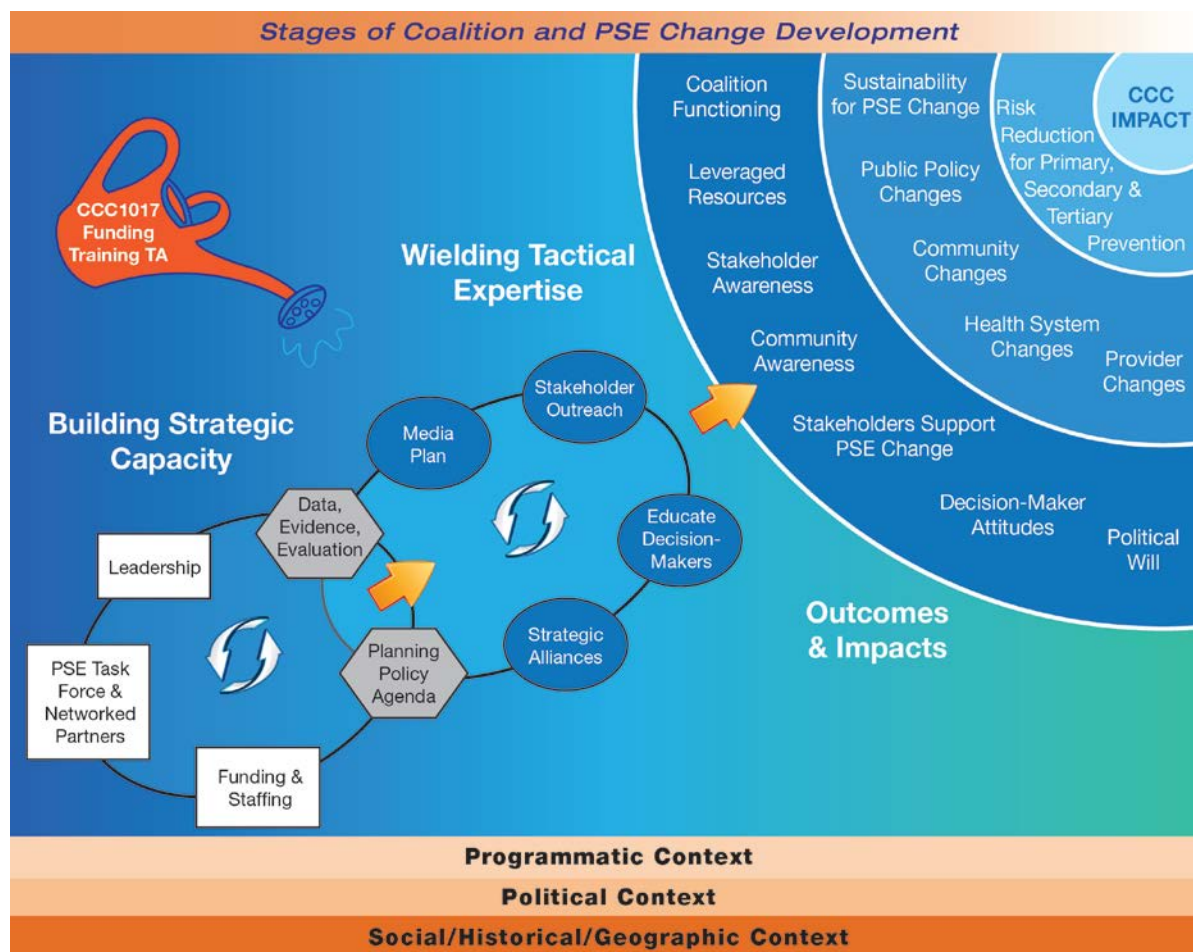 Stages of Coalition and PSE Change Development
CCC1017
Funding
Training TA
Building Strategic
Capacity
Leadership
PSE Task
Force &
Networked
Partners
Funding &
Staffing
Data,
Evidence,
Evaluation
Planning
Policy
Agenda
Wielding Tactical
Expertise
Media
Plan
Stakeholder
Outreach
Educate
Decision-
Makers
Strategic
Alliances
Outcomes
& Impacts
Coalition
Functioning
Leveraged
Resources
Stakeholder
Awareness
Community
Awareness
Stakeholders Support
PSE Change
Decision-Maker
Attitudes
Political
Will
Sustainability
for PSE Change
Public Policy
Changes
Community
Changes
Health System
Changes
Provider
Changes
Risk
Reduction
for Primary,
Secondary &
Tertiary
Prevention
CCC
IMPACT
Programmatic Context
Political Context
Social/Historical/Geographic Context